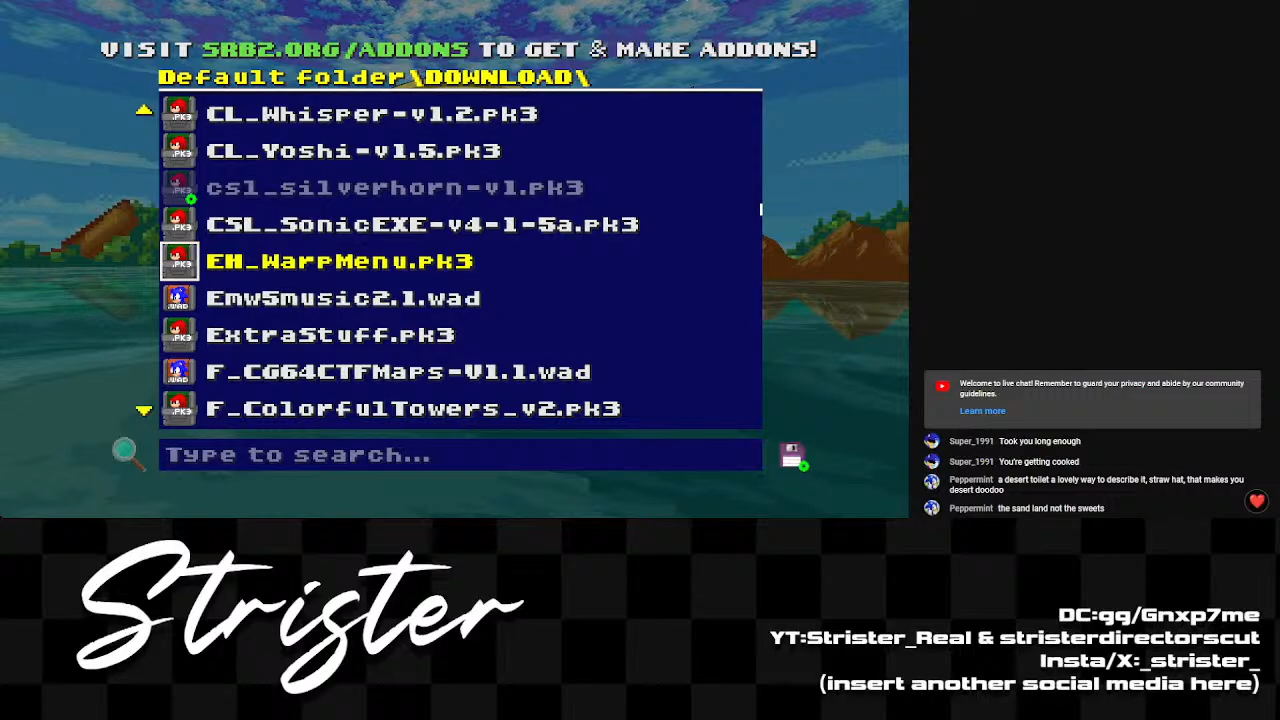 VISIT SRB2.ORG/ADDONS TO GET & MAKE ADDONS!
Default folder\DOWNLOAD\
CL_Whisper-v1.2.pk3
CL_Yoshi-v1.5.pk3
csl_silverhorn-v1.pk3
CSL_SonicEXE-v4-1-5a.pk3
EH_WarpMenu.pk3
Emw5music2.1.wad
ExtraStuff.pk3
F_CG64CTFMaps-V1.1.wad
F_ColorfulTowers_v2.pk3
Type to search...
Welcome to live chat! Remember to guard your privacy and abide by our community
guidelines.
Learn more
Super_1991 Took you long enough
Super_1991 You're getting cooked
Peppermint a desert toilet a lovely way to describe it, straw hat, that makes you
desert doodoo
Peppermint the sand land not the sweets
Strister
DC:gg/Gnxp7me
YT:Strister_Real & stristerdirectorscut
Insta/X:_strister_
(insert another social media here)